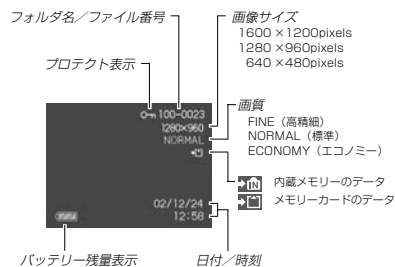 フォルダ名／ファイル番号
画像サイズ
1600 ×1200pixels
1280 ×960pixels
640 ×480pixels
プロテクト表示
100-0023
1280×960
NORMAL
画質
FINE（高精細）
NORMAL（標準）
ECONOMY（エコノミー）
IN 内蔵メモリーのデータ
メモリーカードのデータ
02/12/24
12:58
バッテリー残量表示
日付／時刻